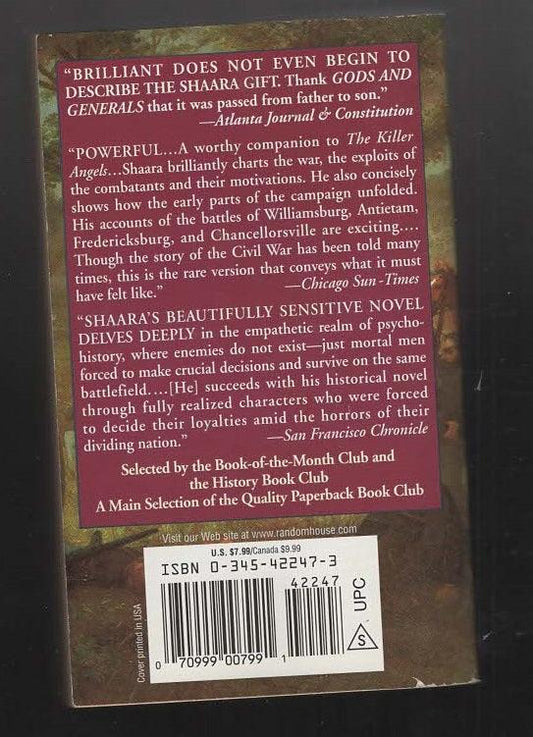 “BRILLIANT DOES NOT EVEN BEGIN TO
DESCRIBE THE SHAARA GIFT. Thank GODS AND
GENERALS that it was passed from father to son.”
—Atlanta Journal & Constitution
“POWERFUL...A worthy companion to The Killer
Angels...Shaara brilliantly charts the war, the exploits of
the combatants and their motivations. He also concisely
shows how the early parts of the campaign unfolded.
His accounts of the battles of Williamsburg, Antietam,
Fredericksburg, and Chancellorsville are exciting....
Though the story of the Civil War has been told many
times, this is the rare version that conveys what it must
have felt like.”
—Chicago Sun-Times
“SHAARA'S BEAUTIFULLY SENSITIVE NOVEL
DELVES DEEPLY in the empathetic realm of psycho-
history, where enemies do not exist—just mortal men
forced to make crucial decisions and survive on the same
battlefield....[He] succeeds with his historical novel
through fully realized characters who were forced
to decide their loyalties amid the horrors of their
dividing nation.”
—San Francisco Chronicle
Selected by the Book-of-the-Month Club and
the History Book Club
A Main Selection of the Quality Paperback Book Club
Visit our Web site at www.randomhouse.com
U.S. $7.99/Canada $9.99
ISBN 0-345-42247-3
42247
0 70999 00799 1
S UPC
Cover printed in USA